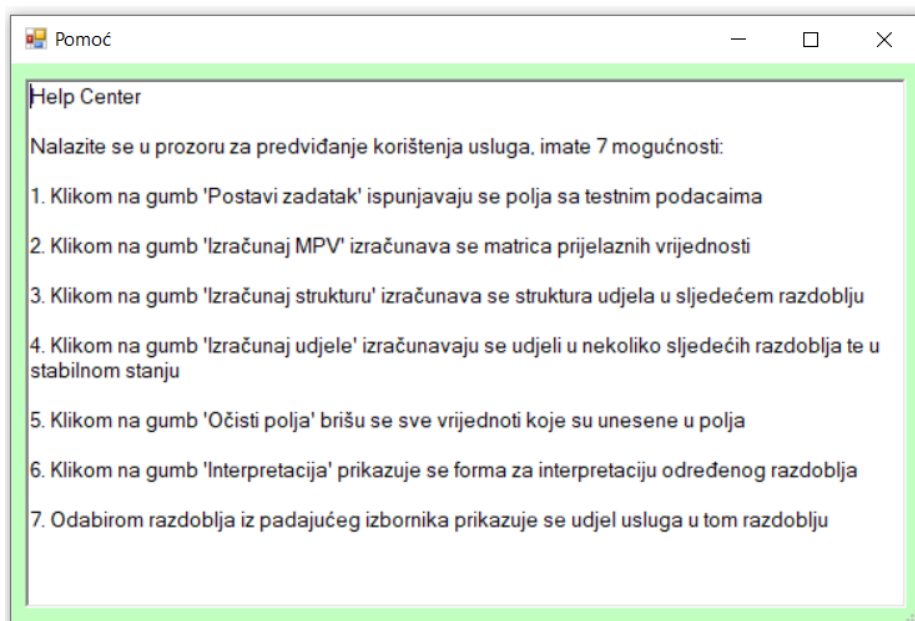 Pomoć
Help Center
Nalazite se u prozoru za predviđanje korištenja usluga, imate 7 mogućnosti:
1. Klikom na gumb 'Postavi zadatak' ispunjavaju se polja sa testnim podacaima
2. Klikom na gumb 'Izračunaj MPV' izračunava se matrica prijelaznih vrijednosti
3. Klikom na gumb 'Izračunaj strukturu' izračunava se struktura udjela u sljedećem razdoblju
4. Klikom na gumb 'Izračunaj udjele' izračunavaju se udjeli u nekoliko sljedećih razdoblja te u
stabilnom stanju
5. Klikom na gumb 'Očisti polja' brišu se sve vrijednoti koje su unesene u polja
6. Klikom na gumb 'Interpretacija' prikazuje se forma za interpretaciju određenog razdoblja
7. Odabirom razdoblja iz padajućeg izbornika prikazuje se udjel usluga u tom razdoblju